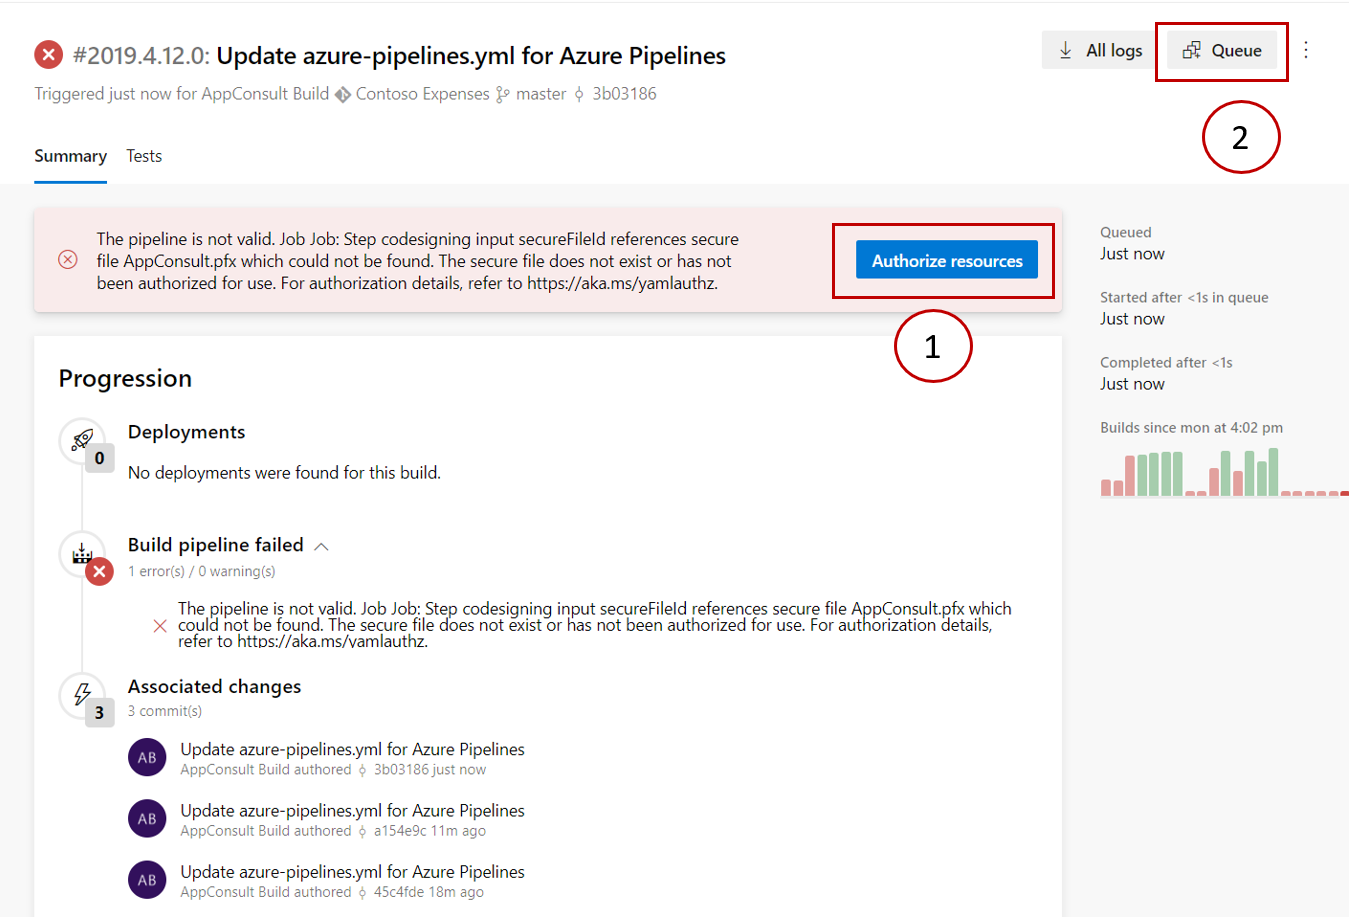 #2019.4.12.0: Update azure-pipelines.yml for Azure Pipelines
All logs
Queue
Triggered just now for AppConsult Build Contoso Expenses master 3b03186
2
Summary
Tests
The pipeline is not valid. Job Job: Step codesigning input secureFileId references secure
file AppConsult.pfx which could not be found. The secure file does not exist or has not
been authorized for use. For authorization details, refer to https://aka.ms/yamlauthz.
Authorize resources
1
Queued
Just now
Started after <1s in queue
Just now
Completed after <1s
Just now
Builds since mon at 4:02 pm
Progression
Deployments
0
No deployments were found for this build.
Build pipeline failed
1 error(s) / 0 warning(s)
The pipeline is not valid. Job Job: Step codesigning input secureFileId references secure file AppConsult.pfx which
could not be found. The secure file does not exist or has not been authorized for use. For authorization details,
refer to https://aka.ms/yamlauthz.
Associated changes
3
3 commit(s)
AB
Update azure-pipelines.yml for Azure Pipelines
AppConsult Build authored 3b03186 just now
AB
Update azure-pipelines.yml for Azure Pipelines
AppConsult Build authored a154e9c 11m ago
AB
Update azure-pipelines.yml for Azure Pipelines
AppConsult Build authored 45c4fde 18m ago